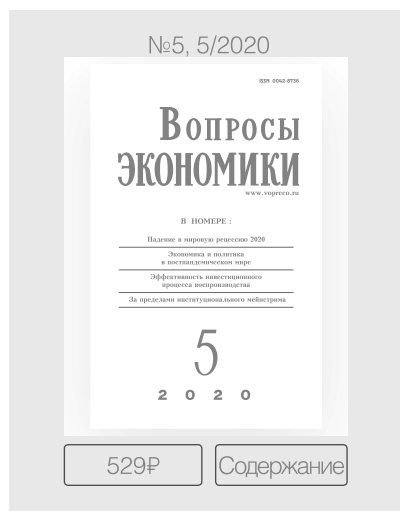 №5, 5/2020
ISSN 0042-8736
ВОПРОСЫ
ЭКОНОМИКИ
www.vopreco.ru
В НОМЕРЕ :
Падение в мировую рецессию 2020
Экономика и политика
в постпандемическом мире
Эффективность инвестиционного
процесса воспроизводства
За пределами институционального мейнстрима
5
2 0 2 0
529₽
Содержание